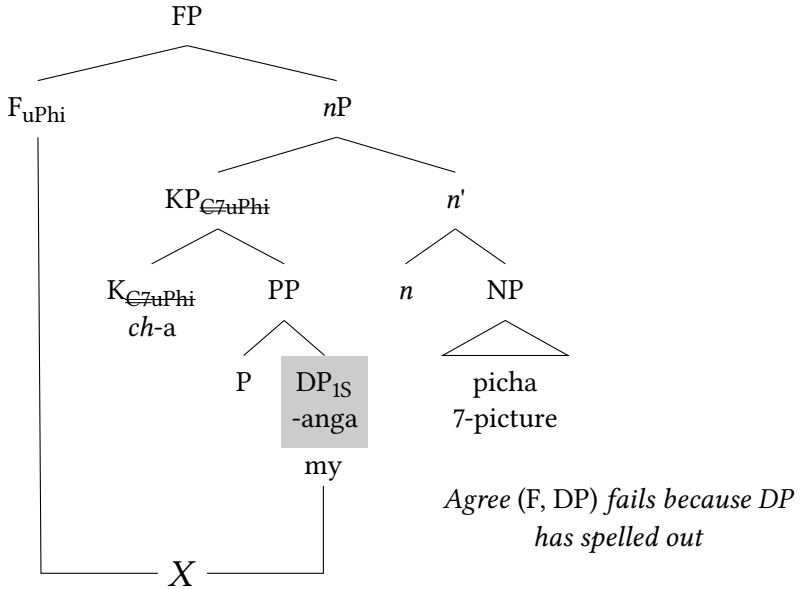 FP
F_uPhi nP
KP_C7uPhi n'
K_C7uPhi PP n NP
ch-a
P DP_1S picha
-anga 7-picture
my
Agree (F, DP) fails because DP
has spelled out
X